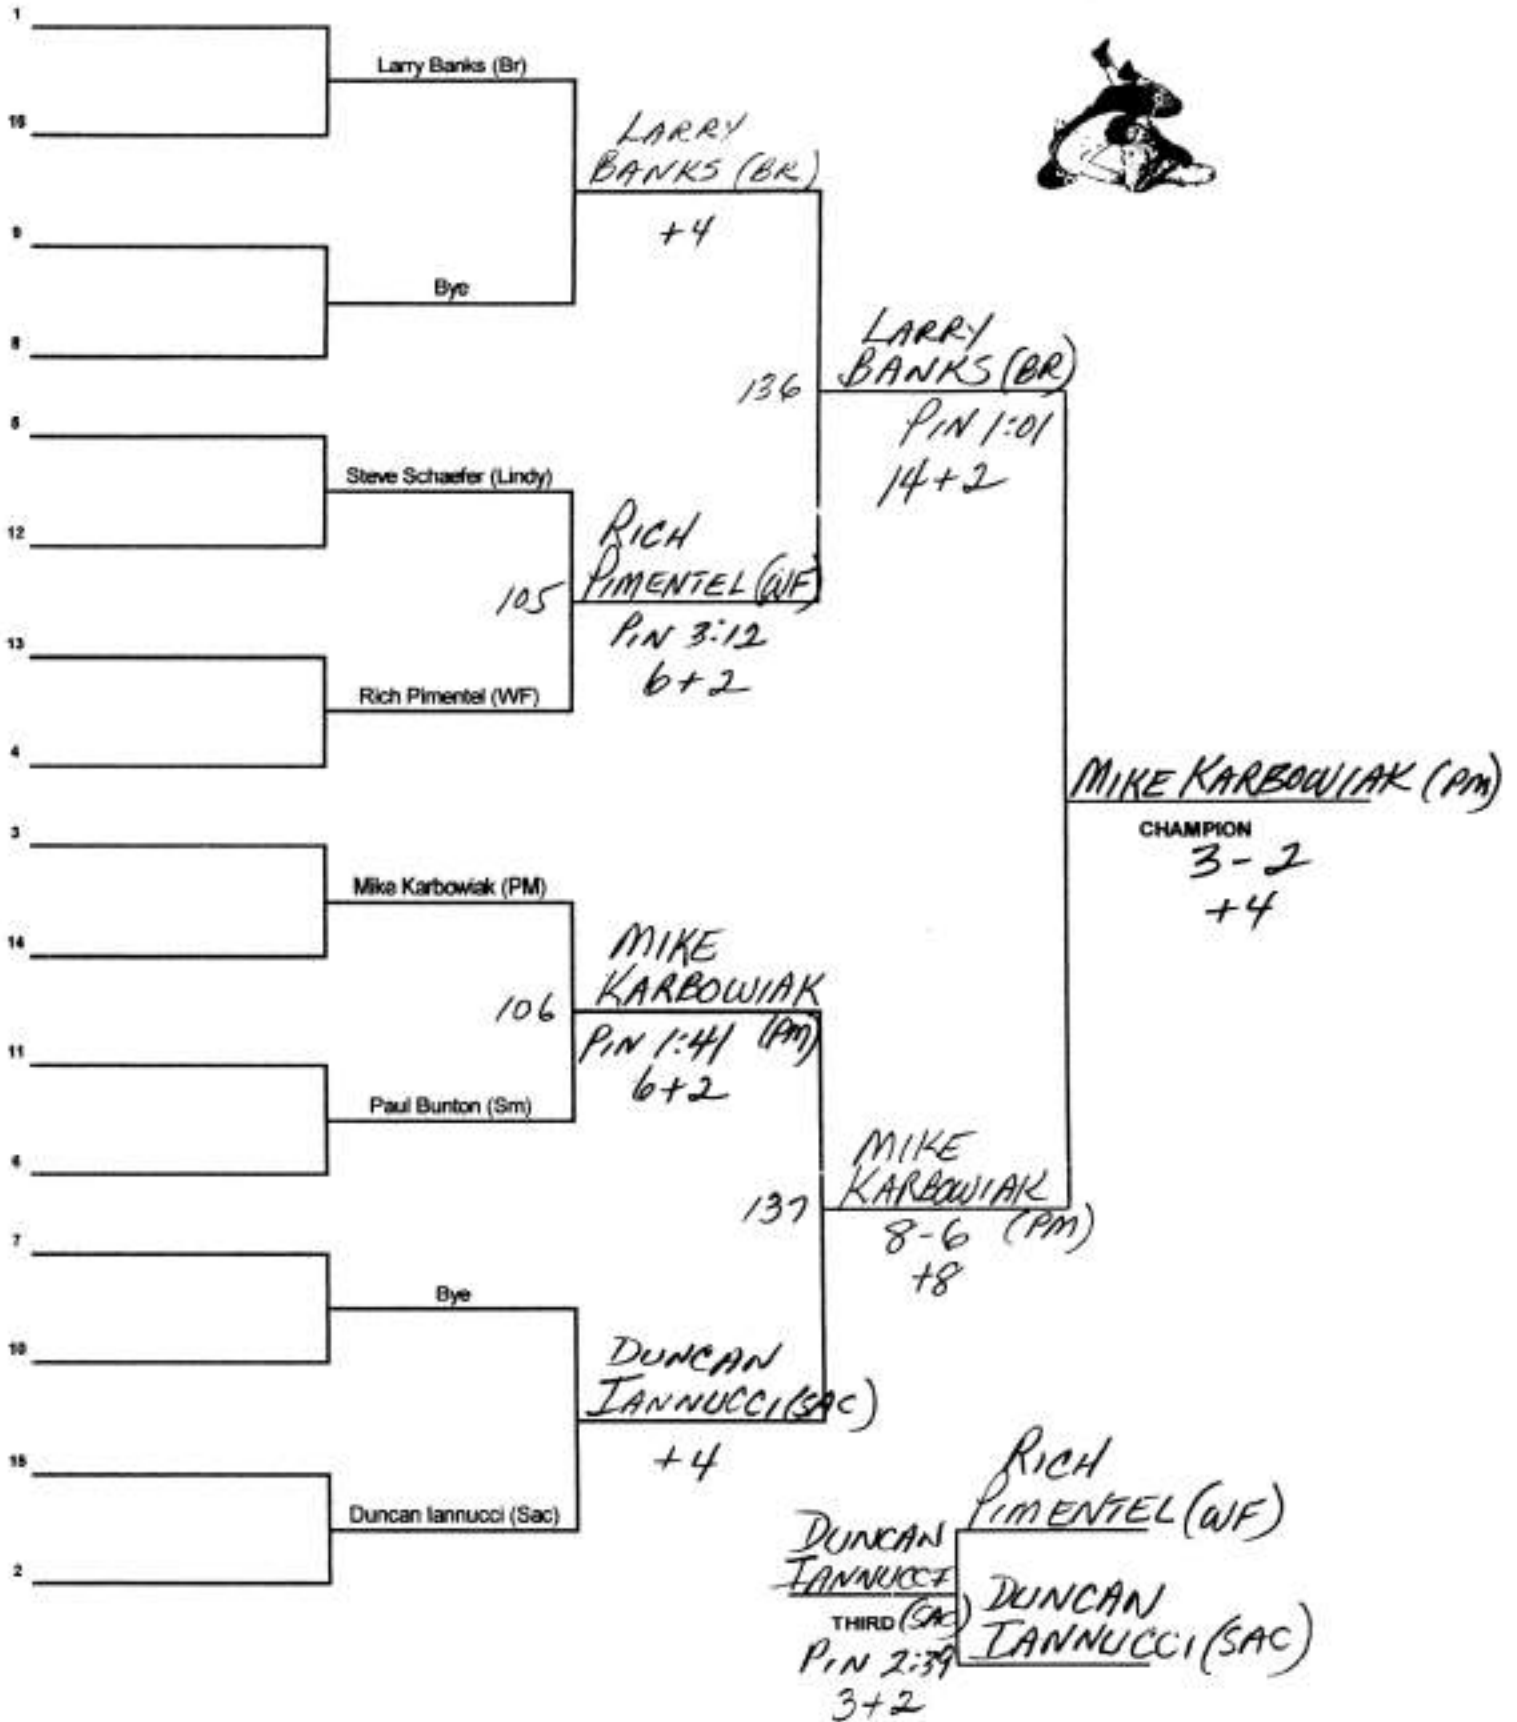 1
Larry Banks (Br)
16
LARRY
BANKS (BR)
+4
9
Bye
8
LARRY
BANKS (BR)
136
PIN 1:01
14+2
5
Steve Schaefer (Lindy)
12
RICH
PIMENTEL (WF)
105
PIN 3:12
6+2
13
Rich Pimentel (WF)
4
MIKE KARBOWIAK (PM)
CHAMPION
3-2
+4
3
Mike Karbowiak (PM)
14
MIKE
KARBOWIAK
106
PIN 1:41 (PM)
6+2
11
Paul Bunton (Sm)
6
MIKE
KARBOWIAK
137
8-6 (PM)
+8
7
Bye
10
DUNCAN
IANNUCCI (SAC)
+4
15
Duncan Iannucci (Sac)
2
RICH
PIMENTEL (WF)
DUNCAN
IANNUCCI
THIRD (SAC)
PIN 2:39
3+2
DUNCAN
IANNUCCI (SAC)